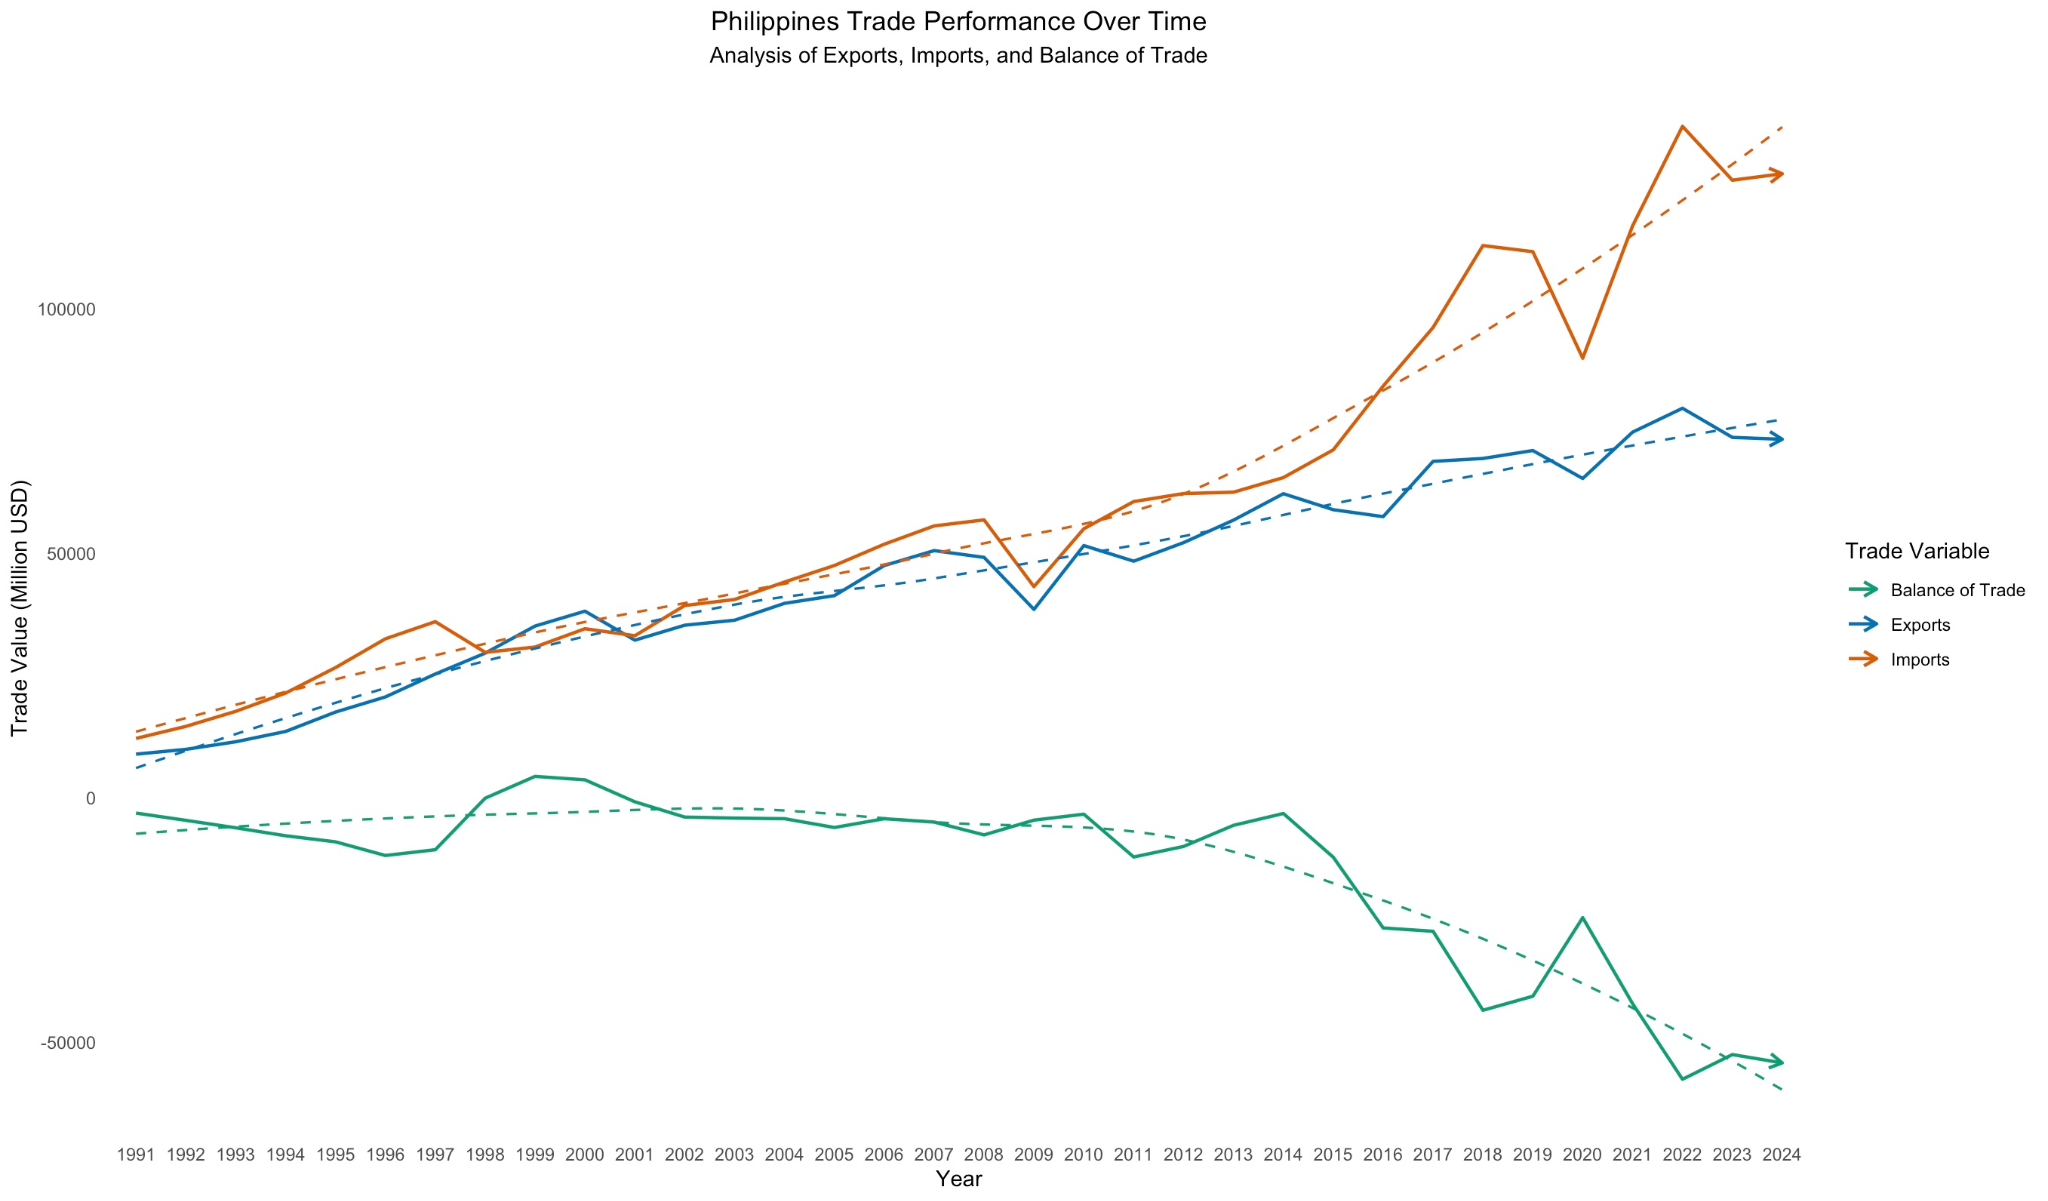 Philippines Trade Performance Over Time
Analysis of Exports, Imports, and Balance of Trade
Trade Value (Million USD)
100000
50000
0
-50000
1991 1992 1993 1994 1995 1996 1997 1998 1999 2000 2001 2002 2003 2004 2005 2006 2007 2008 2009 2010 2011 2012 2013 2014 2015 2016 2017 2018 2019 2020 2021 2022 2023 2024
Year
Trade Variable
Balance of Trade
Exports
Imports